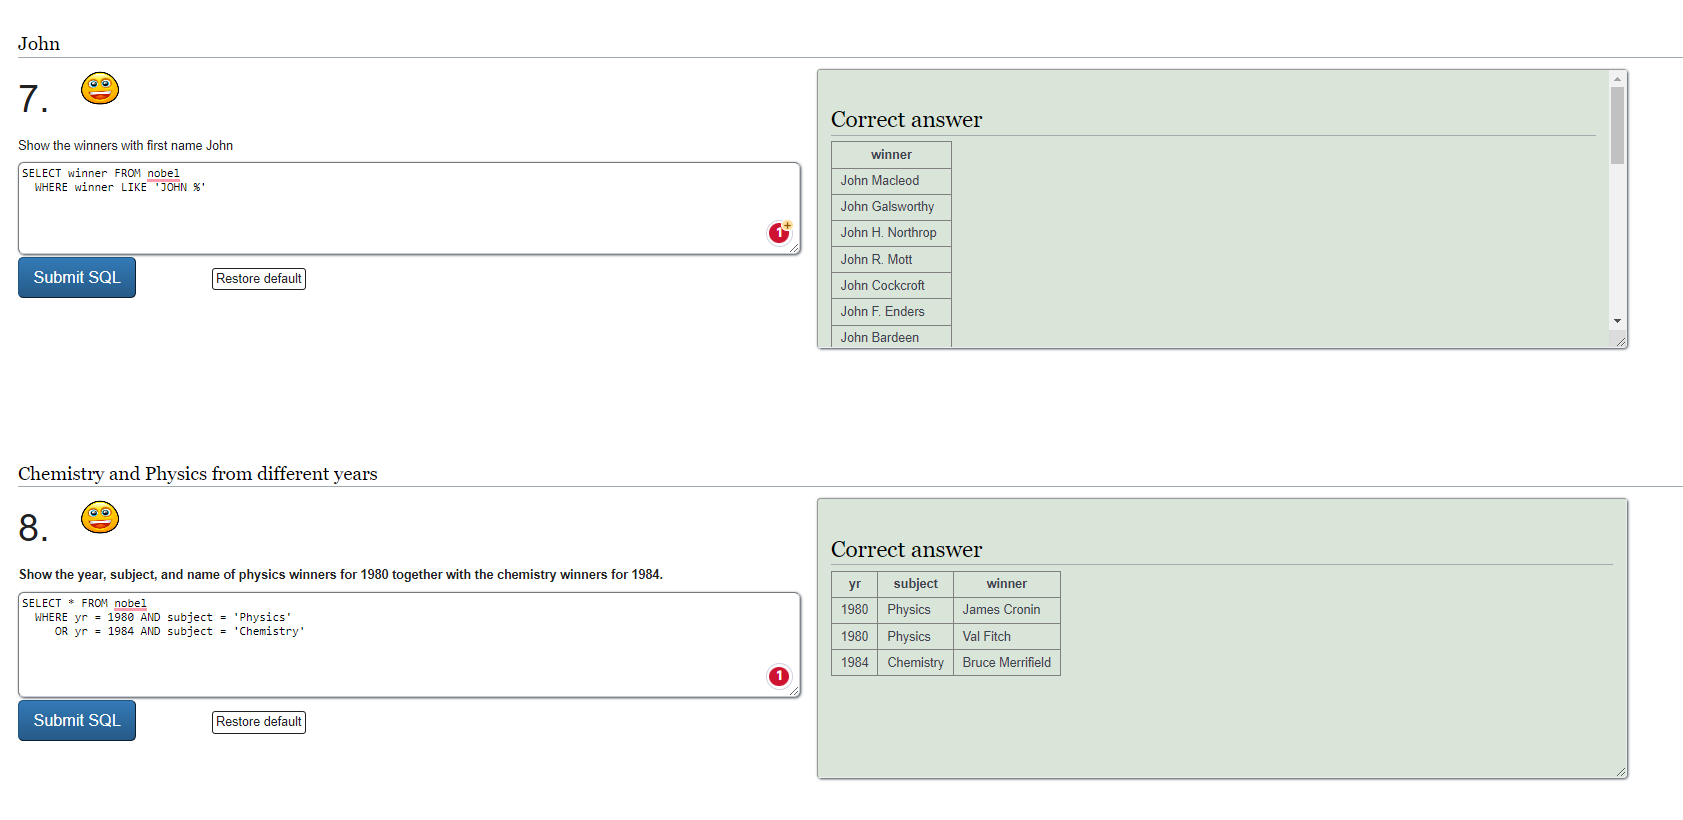 John
7.
Show the winners with first name John
SELECT winner FROM nobel
WHERE winner LIKE 'JOHN %'
1+
Submit SQL
Restore default
Correct answer
winner
John Macleod
John Galsworthy
John H. Northrop
John R. Mott
John Cockcroft
John F. Enders
John Bardeen
Chemistry and Physics from different years
8.
Show the year, subject, and name of physics winners for 1980 together with the chemistry winners for 1984.
SELECT * FROM nobel
WHERE yr = 1980 AND subject = 'Physics'
OR yr = 1984 AND subject = 'Chemistry'
1
Submit SQL
Restore default
Correct answer
yr subject winner
1980 Physics James Cronin
1980 Physics Val Fitch
1984 Chemistry Bruce Merrifield